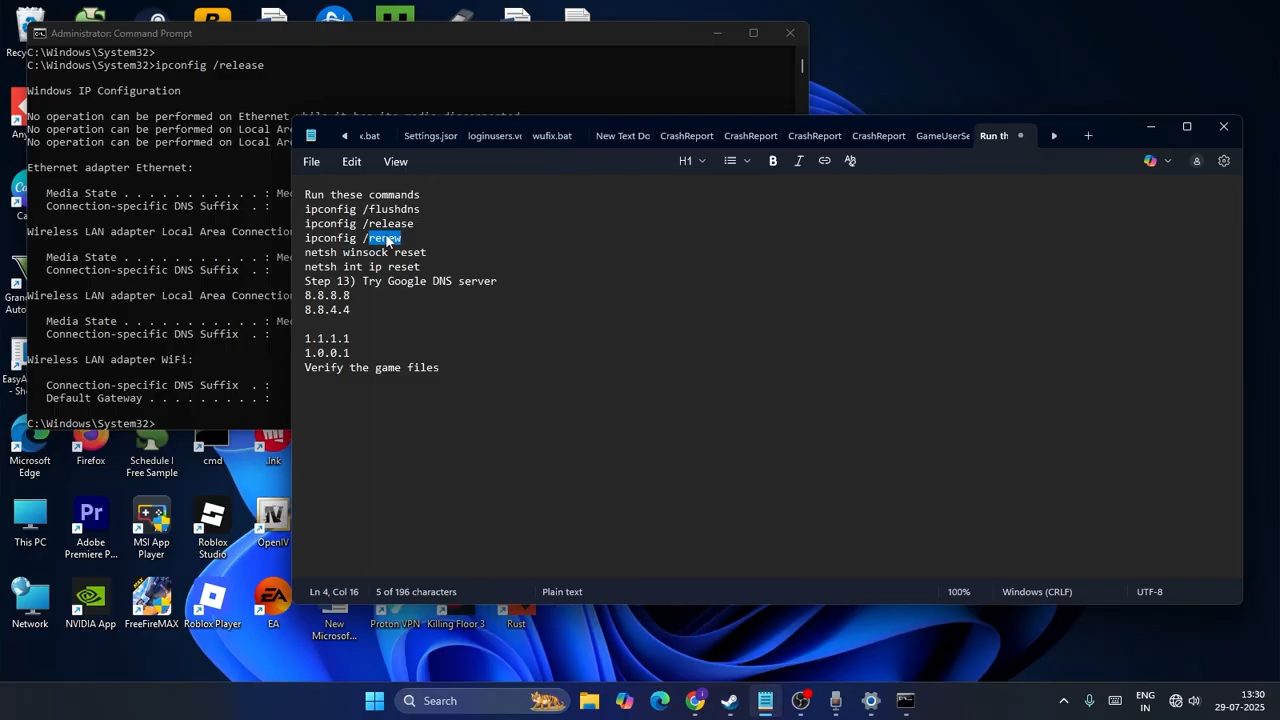 Administrator: Command Prompt
C:\Windows\System32>
C:\Windows\System32>ipconfig /release
Windows IP Configuration
No operation can be performed on Ethernet while it has its media disconnected
No operation can be performed on Local
No operation can be performed on Local
Ethernet adapter Ethernet:
Media State . . . . . . . . . . . :
Connection-specific DNS Suffix . :
Wireless LAN adapter Local Area Connection
Media State . . . . . . . . . . . :
Connection-specific DNS Suffix . :
Wireless LAN adapter Local Area Connection
Media State . . . . . . . . . . . :
Connection-specific DNS Suffix . :
Wireless LAN adapter WiFi:
Connection-specific DNS Suffix . :
Default Gateway . . . . . . . . . :
C:\Windows\System32>
x.bat
Settings.jsor
loginusers.vc
wufix.bat
New Text Do
CrashReport
CrashReport
CrashReport
CrashReport
GameUserSe
Run th
File Edit View
H1
Run these commands
ipconfig /flushdns
ipconfig /release
ipconfig /renew
netsh winsock reset
netsh int ip reset
Step 13) Try Google DNS server
8.8.8.8
8.8.4.4
1.1.1.1
1.0.0.1
Verify the game files
Ln 4, Col 16
5 of 196 characters
Plain text
100%
Windows (CRLF)
UTF-8
Microsoft Edge
Firefox
Schedule I Free Sample
cmd
.lnk
This PC
Adobe Premiere P...
MSI App Player
Roblox Studio
OpenIV
Network
NVIDIA App
FreeFireMAX
Roblox Player
EA
New Microsof...
Proton VPN
Killing Floor 3
Rust
Search
ENG
IN
13:30
29-07-2025